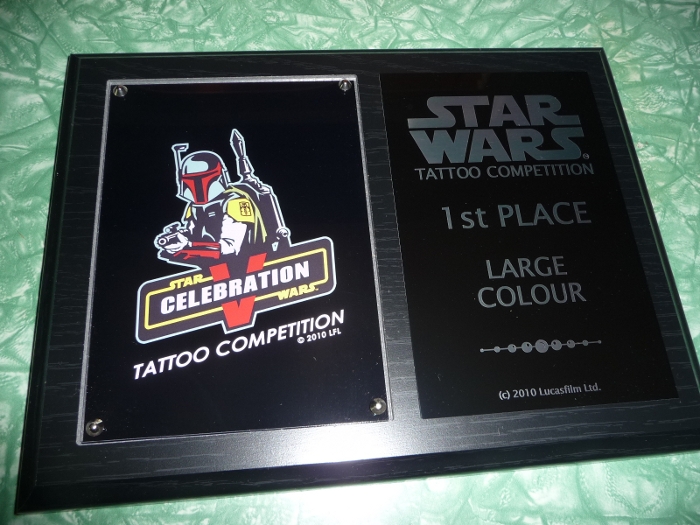 STAR
V
CELEBRATION
WARS.
TATTOO COMPETITION
© 2010 LFL
STAR
WARS®
TATTOO COMPETITION
1st PLACE
LARGE
COLOUR
(c) 2010 Lucasfilm Ltd.